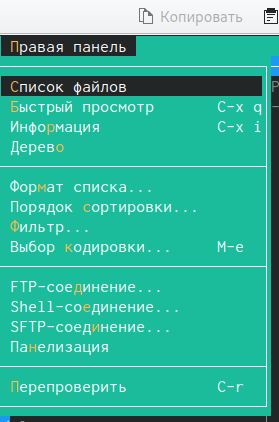 Копировать
Правая панель
Список файлов
Быстрый просмотр C-x q
Информация C-x i
Дерево
Формат списка...
Порядок сортировки...
Фильтр...
Выбор кодировки... M-e
FTP-соединение...
Shell-соединение...
SFTP-соединение...
Панелизация
Перепроверить C-r